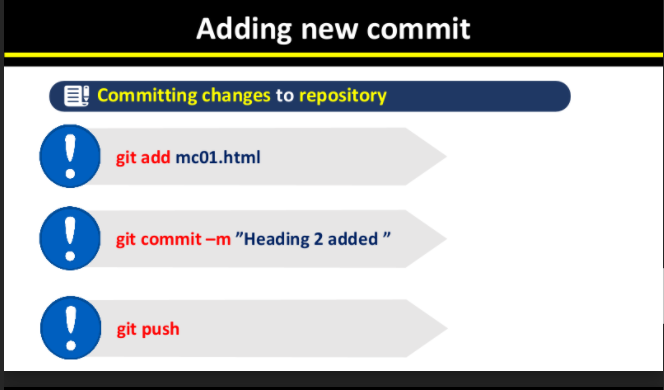 Adding new commit
Committing changes to repository
git add mc01.html
git commit –m ”Heading 2 added ”
git push